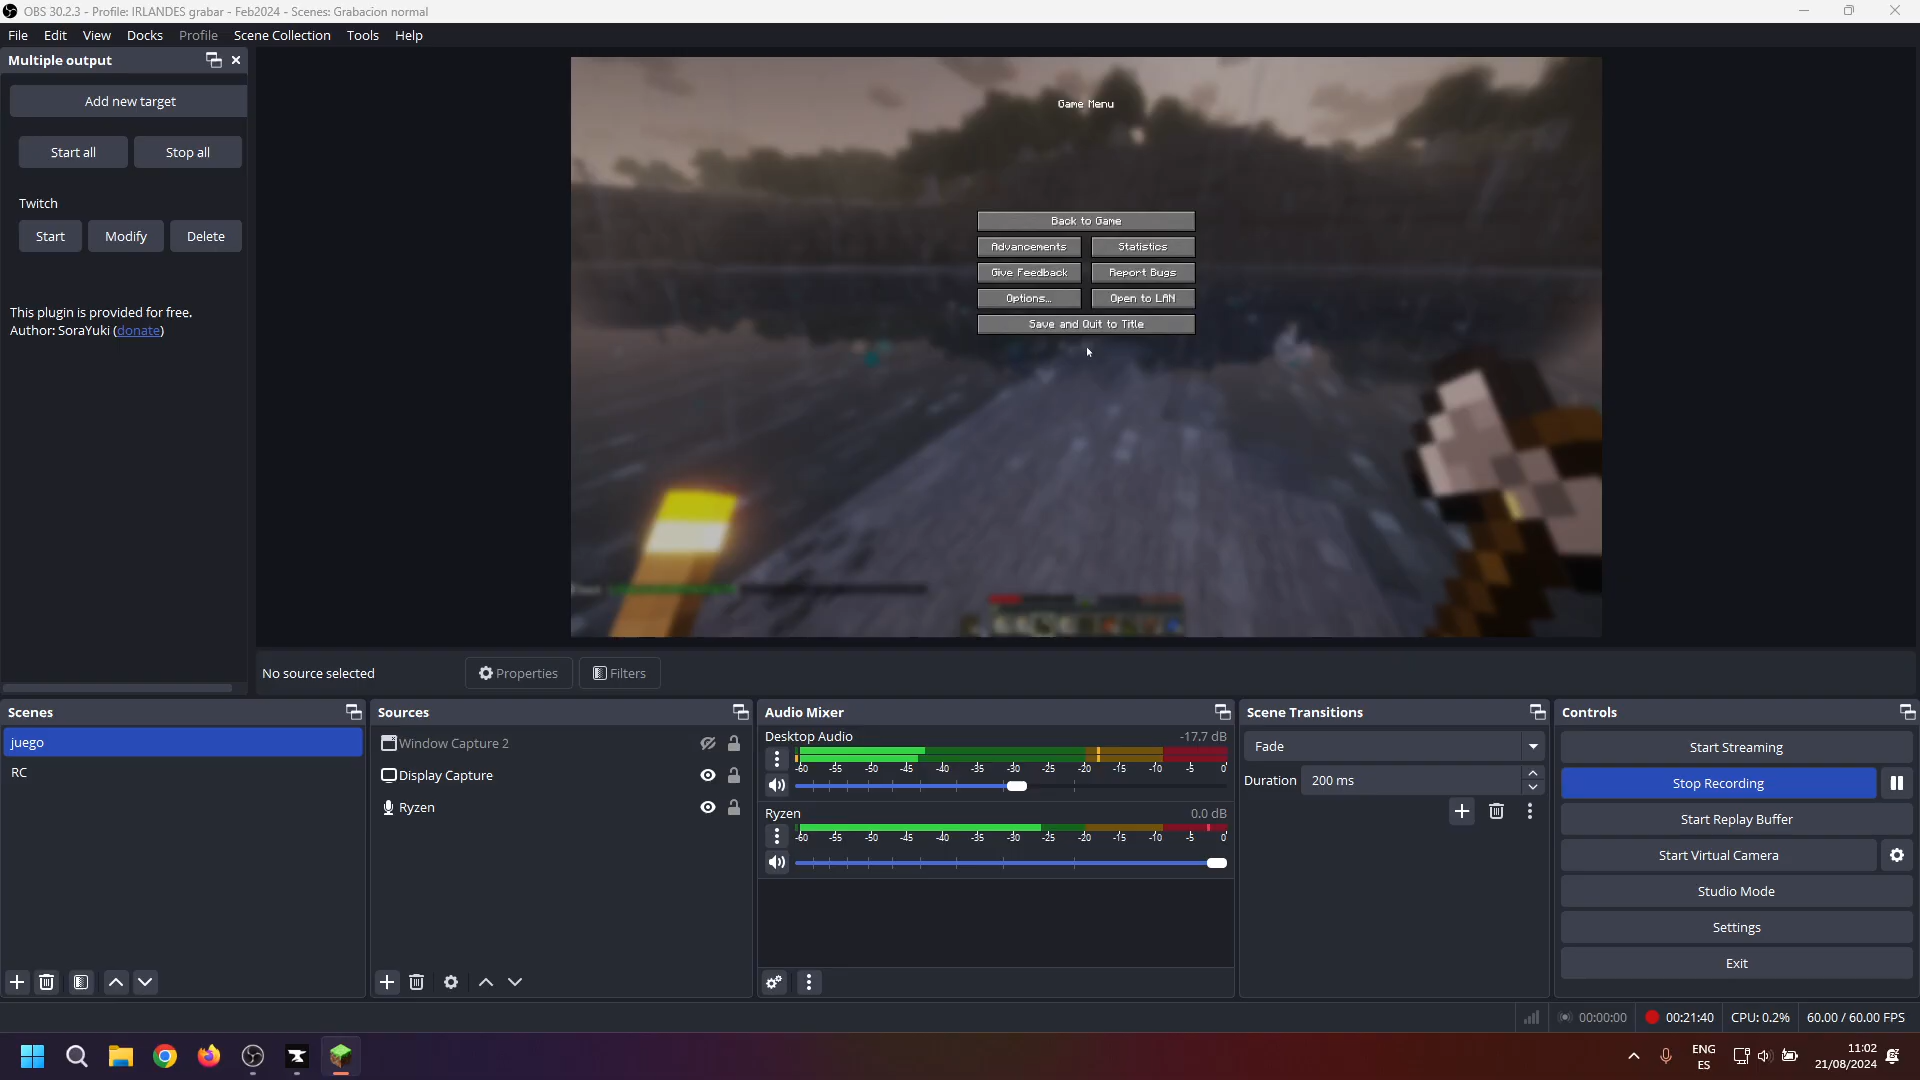 OBS 30.2.3 - Profile: IRLANDES grabar - Feb2024 - Scenes: Grabacion normal
File Edit View Docks Profile Scene Collection Tools Help
Multiple output
Add new target
Start all Stop all
Twitch
Start Modify Delete
This plugin is provided for free.
Author: SoraYuki (donate)
Game Menu
Back to Game
Advancements Statistics
Give Feedback Report Bugs
Options... Open to LAN
Save and Quit to Title
No source selected Properties Filters
Scenes
juego
RC
Sources
Window Capture 2
Display Capture
Ryzen
Audio Mixer
Desktop Audio -17.7 dB
-60 -55 -50 -45 -40 -35 -30 -25 -20 -15 -10 -5 0
Ryzen 0.0 dB
-60 -55 -50 -45 -40 -35 -30 -25 -20 -15 -10 -5 0
Scene Transitions
Fade
Duration 200 ms
Controls
Start Streaming
Stop Recording
Start Replay Buffer
Start Virtual Camera
Studio Mode
Settings
Exit
00:00:00 00:21:40 CPU: 0.2% 60.00 / 60.00 FPS
ENG
ES
11:02
21/08/2024